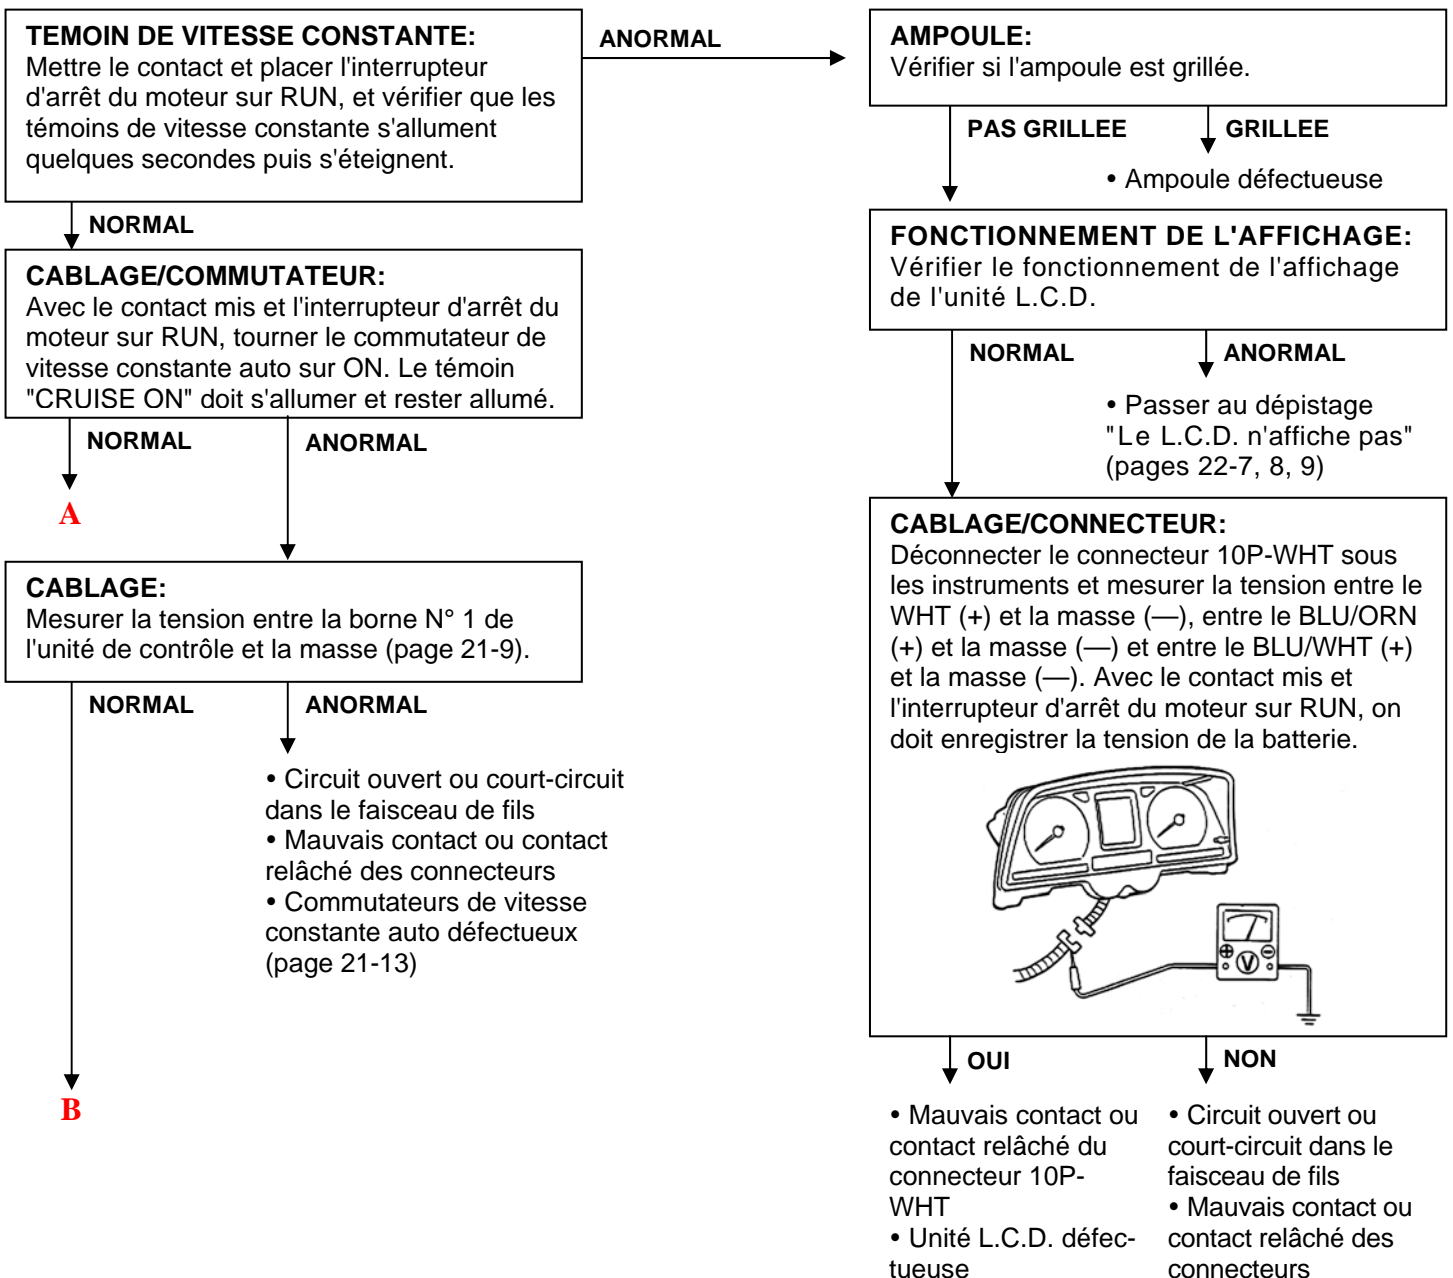 TEMOIN DE VITESSE CONSTANTE:
Mettre le contact et placer l'interrupteur
d'arrêt du moteur sur RUN, et vérifier que les
témoins de vitesse constante s'allument
quelques secondes puis s'éteignent.
ANORMAL
NORMAL
CABLAGE/COMMUTATEUR:
Avec le contact mis et l'interrupteur d'arrêt du
moteur sur RUN, tourner le commutateur de
vitesse constante auto sur ON. Le témoin
"CRUISE ON" doit s'allumer et rester allumé.
NORMAL
ANORMAL
A
CABLAGE:
Mesurer la tension entre la borne N° 1 de
l'unité de contrôle et la masse (page 21-9).
NORMAL
ANORMAL
• Circuit ouvert ou court-circuit
dans le faisceau de fils
• Mauvais contact ou contact
relâché des connecteurs
• Commutateurs de vitesse
constante auto défectueux
(page 21-13)
B
AMPOULE:
Vérifier si l'ampoule est grillée.
PAS GRILLEE
GRILLEE
• Ampoule défectueuse
FONCTIONNEMENT DE L'AFFICHAGE:
Vérifier le fonctionnement de l'affichage
de l'unité L.C.D.
NORMAL
ANORMAL
• Passer au dépistage
"Le L.C.D. n'affiche pas"
(pages 22-7, 8, 9)
CABLAGE/CONNECTEUR:
Déconnecter le connecteur 10P-WHT sous
les instruments et mesurer la tension entre le
WHT (+) et la masse (—), entre le BLU/ORN
(+) et la masse (—) et entre le BLU/WHT (+)
et la masse (—). Avec le contact mis et
l'interrupteur d'arrêt du moteur sur RUN, on
doit enregistrer la tension de la batterie.
V
OUI
NON
• Mauvais contact ou
contact relâché du
connecteur 10P-
WHT
• Unité L.C.D. défec-
tueuse
• Circuit ouvert ou
court-circuit dans le
faisceau de fils
• Mauvais contact ou
contact relâché des
connecteurs